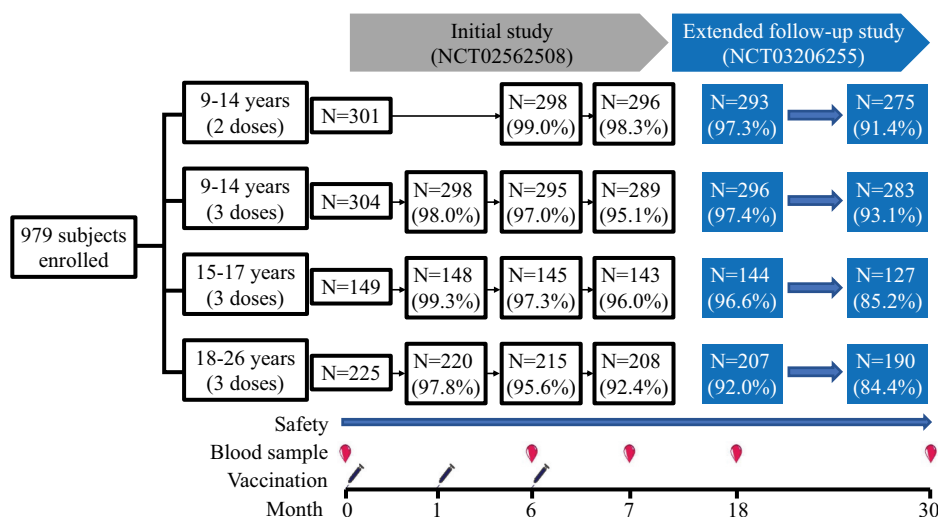 Initial study
(NCT02562508)
Extended follow-up study
(NCT03206255)
979 subjects
enrolled
9-14 years
(2 doses)
N=301
N=298
(99.0%)
N=296
(98.3%)
N=293
(97.3%)
N=275
(91.4%)
9-14 years
(3 doses)
N=304
N=298
(98.0%)
N=295
(97.0%)
N=289
(95.1%)
N=296
(97.4%)
N=283
(93.1%)
15-17 years
(3 doses)
N=149
N=148
(99.3%)
N=145
(97.3%)
N=143
(96.0%)
N=144
(96.6%)
N=127
(85.2%)
18-26 years
(3 doses)
N=225
N=220
(97.8%)
N=215
(95.6%)
N=208
(92.4%)
N=207
(92.0%)
N=190
(84.4%)
Safety
Blood sample
Vaccination
Month 0 1 6 7 18 30